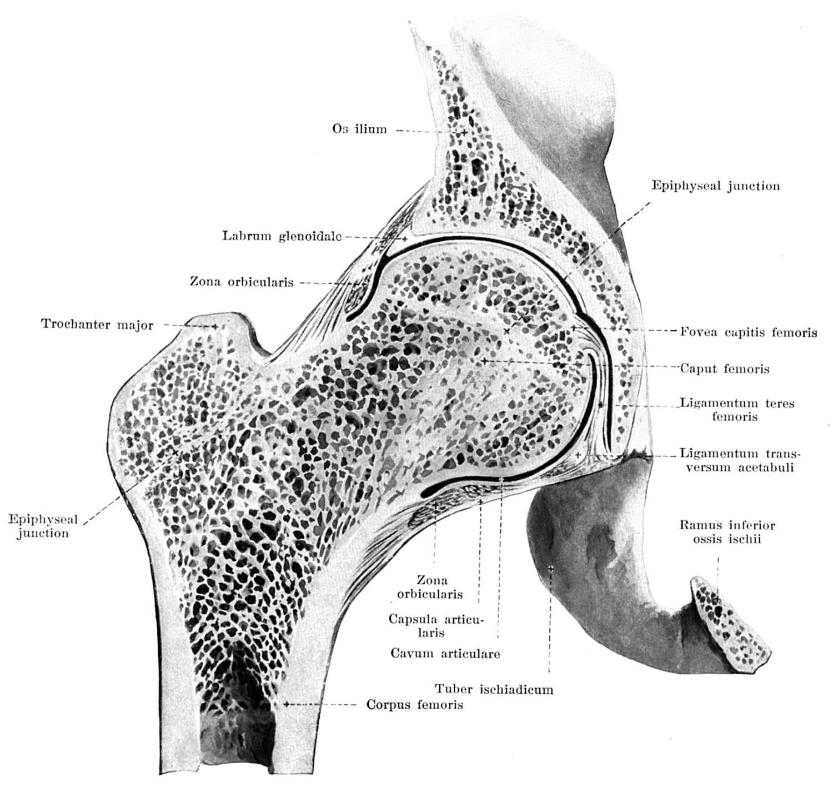 Os ilium
Epiphyseal junction
Labrum glenoidale
Zona orbicularis
Trochanter major
Fovea capitis femoris
Caput femoris
Ligamentum teres
femoris
Ligamentum trans-
versum acetabuli
Epiphyseal
junction
Ramus inferior
ossis ischii
Zona
orbicularis
Capsula articu-
laris
Cavum articulare
Tuber ischiadicum
Corpus femoris